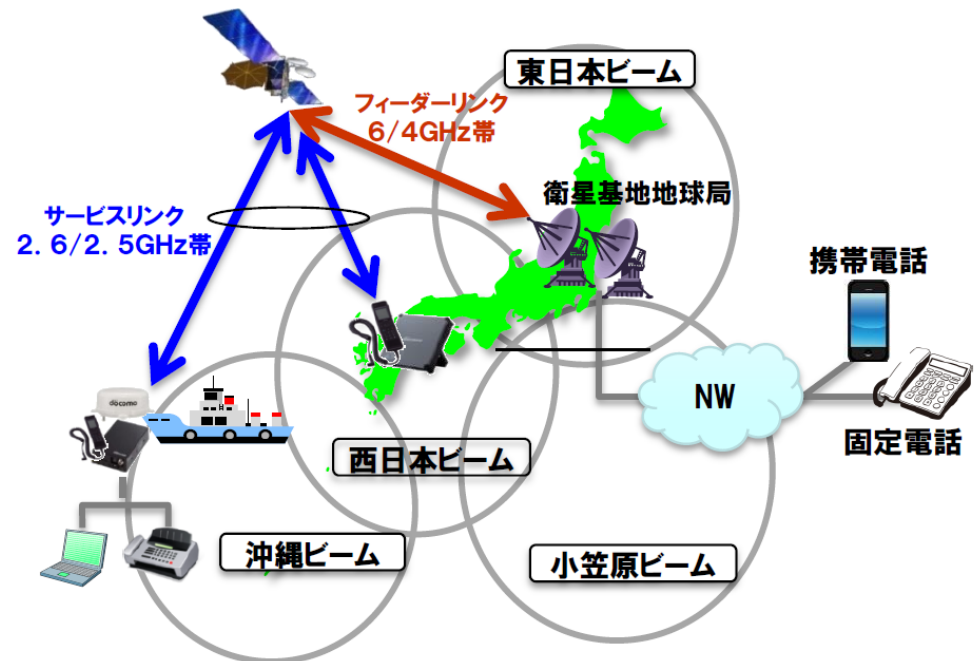 東日本ビーム
フィーダーリンク
6/4GHz帯
衛星基地地球局
サービスリンク
2.6/2.5GHz帯
携帯電話
NW
固定電話
docomo
西日本ビーム
沖縄ビーム
小笠原ビーム